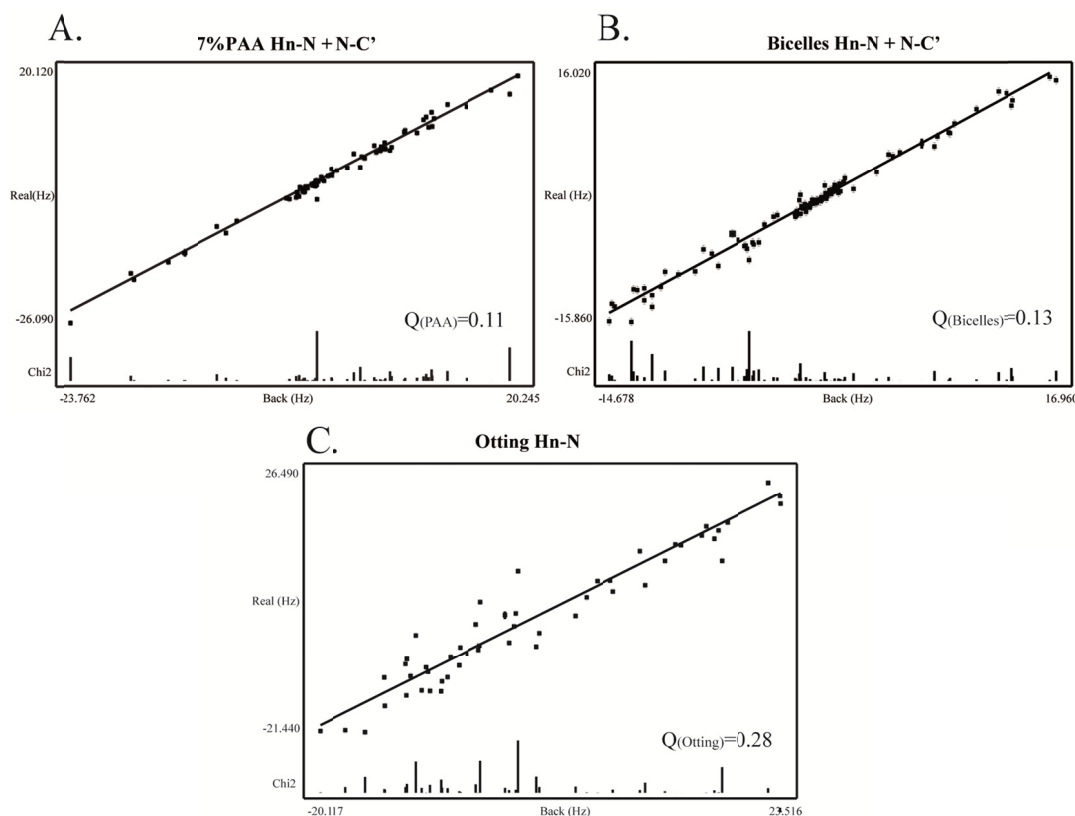 A.
7%PAA Hn-N + N-C’
20.120
Real(Hz)
-26.090
Q(PAA)=0.11
Chi2
-23.762 Back (Hz) 20.245
B.
Bicelles Hn-N + N-C’
16.020
Real (Hz)
-15.860
Q(Bicelles)=0.13
Chi2
-14.678 Back (Hz) 16.960
C.
Otting Hn-N
26.490
Real (Hz)
-21.440
Q(Otting)=0.28
Chi2
-20.117 Back (Hz) 23.516